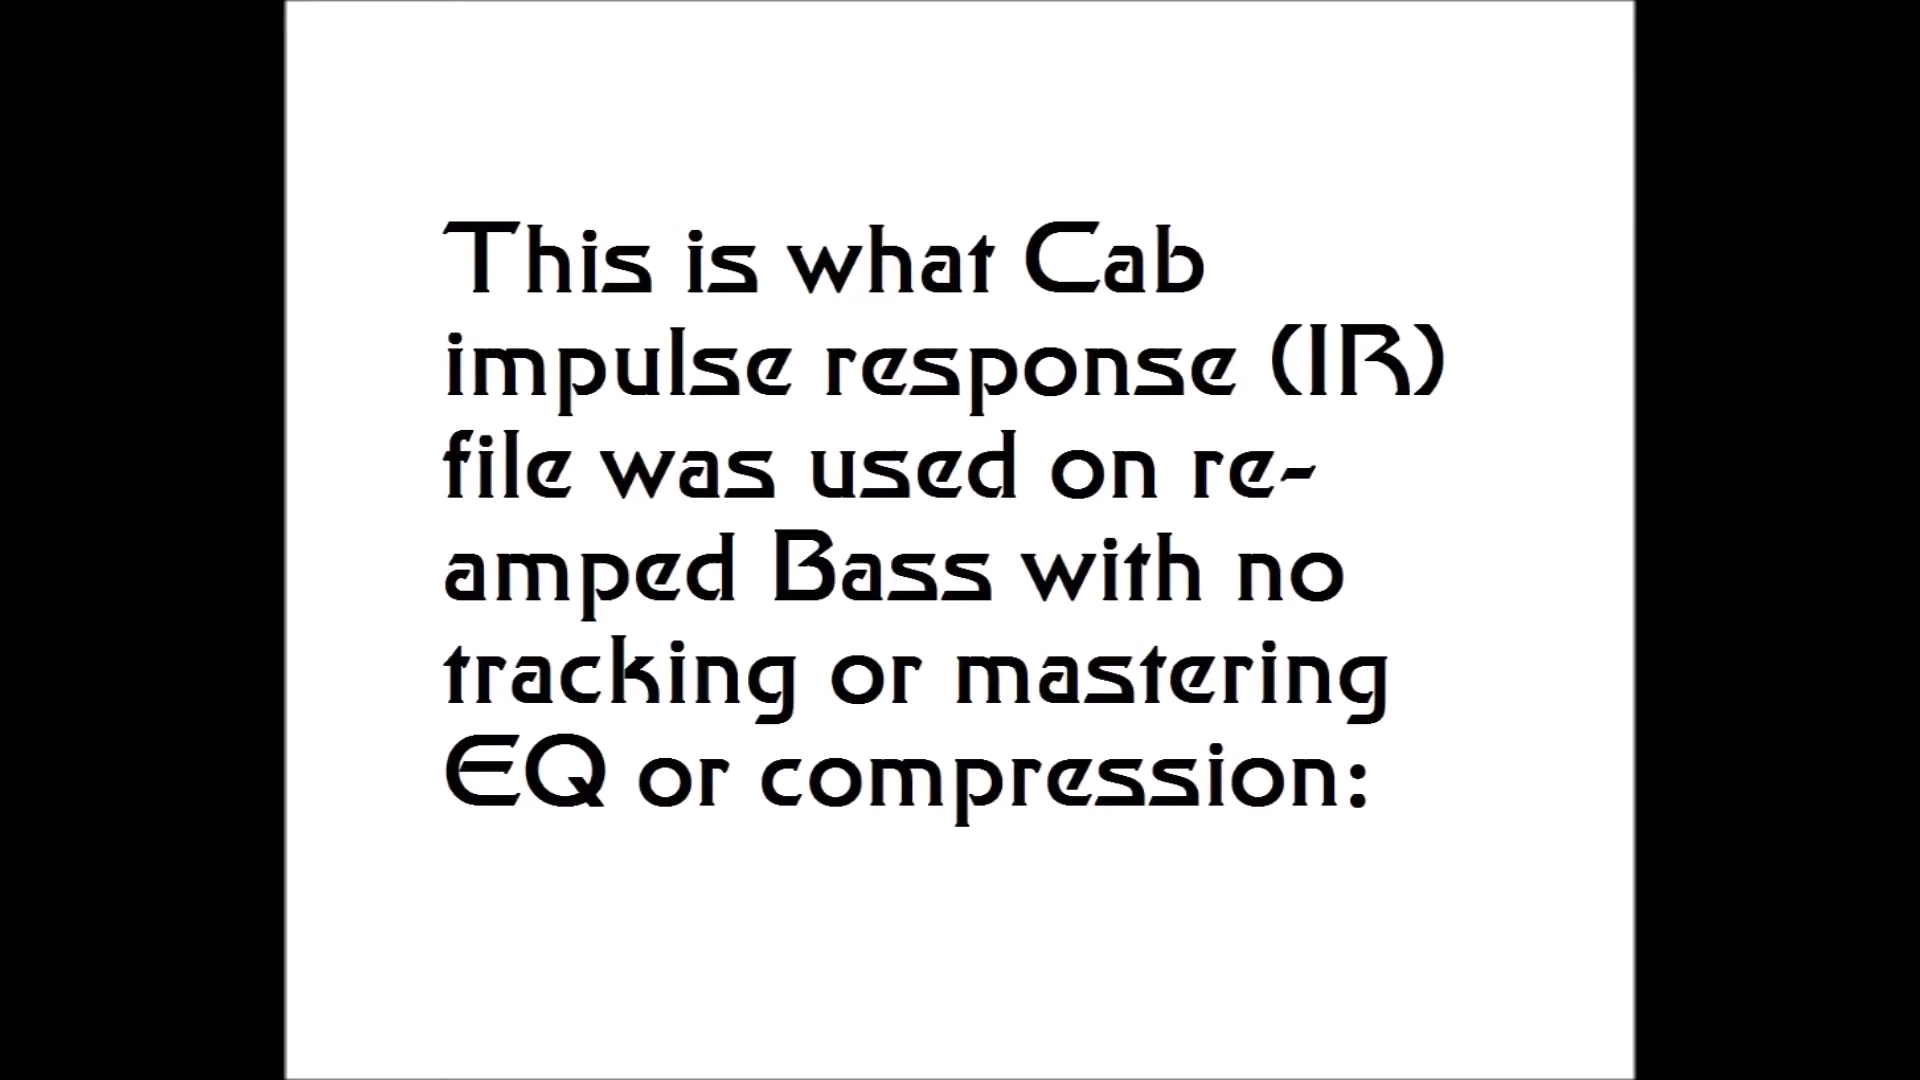 This is what Cab
impulse response (IR)
file was used on re-
amped Bass with no
tracking or mastering
EQ or compression: